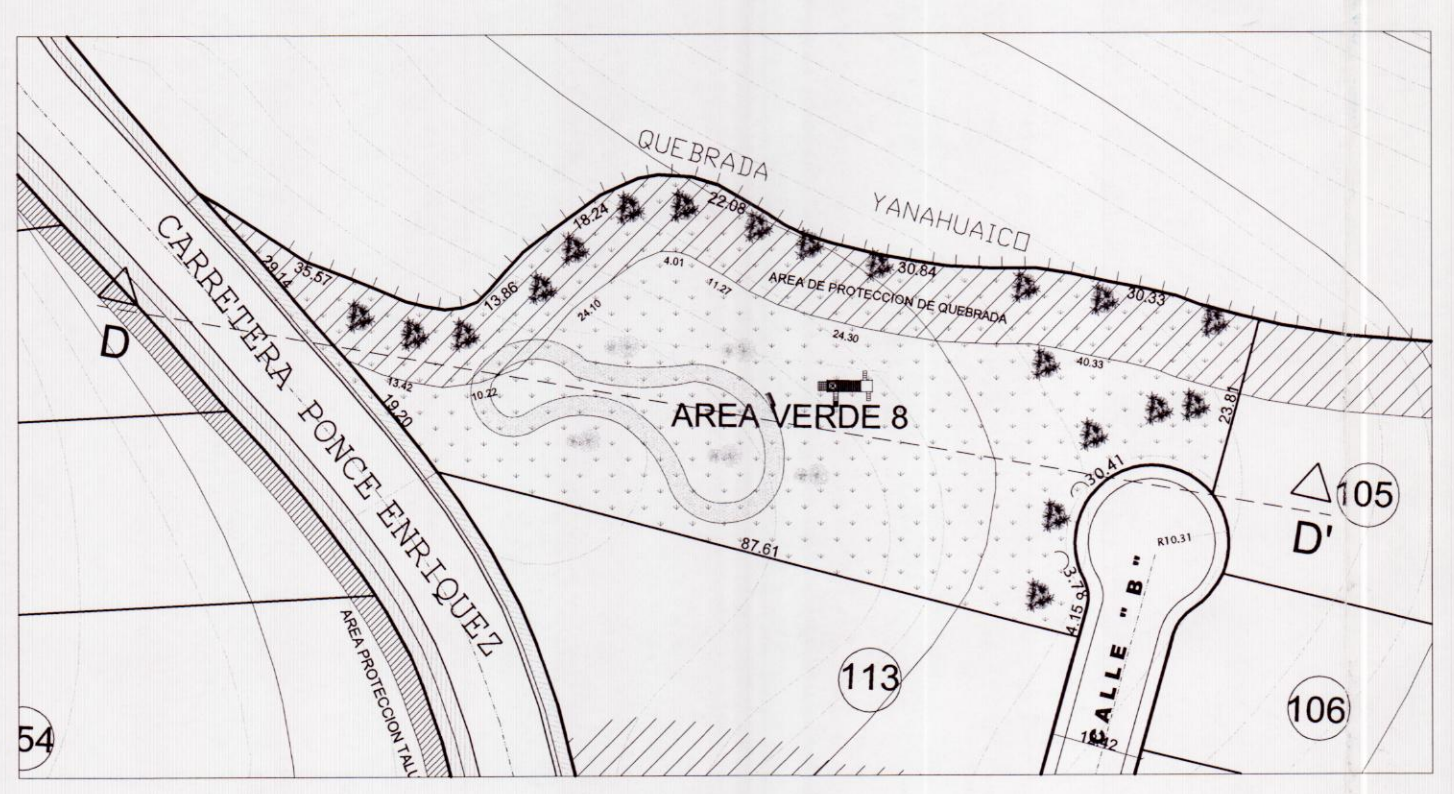 QUEBRADA
YANAHUAICO
18.24
22.08
30.84
30.33
35.57
29.14
13.86
4.01
11.27
AREA DE PROTECCION DE QUEBRADA
24.10
24.30
40.33
13.42
10.22
19.20
AREA VERDE 8
23.81
30.41
CARRETERA PONCE ENRIQUEZ
D
D'
105
87.61
R10.31
4.15
CALLE "B"
113
106
54
AREA PROTECCION TALU